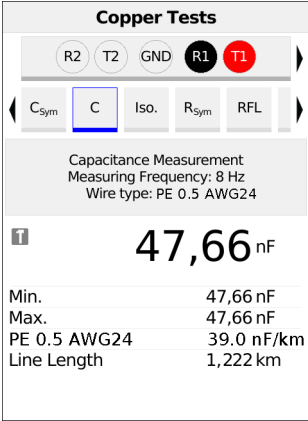 Copper Tests
R2 T2 GND R1 T1
CSym C Iso. RSym RFL
Capacitance Measurement
Measuring Frequency: 8 Hz
Wire type: PE 0.5 AWG24
T
47,66 nF
Min. 47,66 nF
Max. 47,66 nF
PE 0.5 AWG24 39.0 nF/km
Line Length 1,222 km